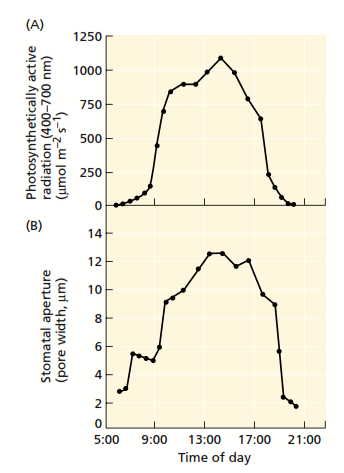 (A)
Photosynthetically active
radiation (400–700 nm)
(μmol m⁻² s⁻¹)
1250
1000
750
500
250
0
(B)
Stomatal aperture
(pore width, μm)
14
12
10
8
6
4
2
0
5:00 9:00 13:00 17:00 21:00
Time of day